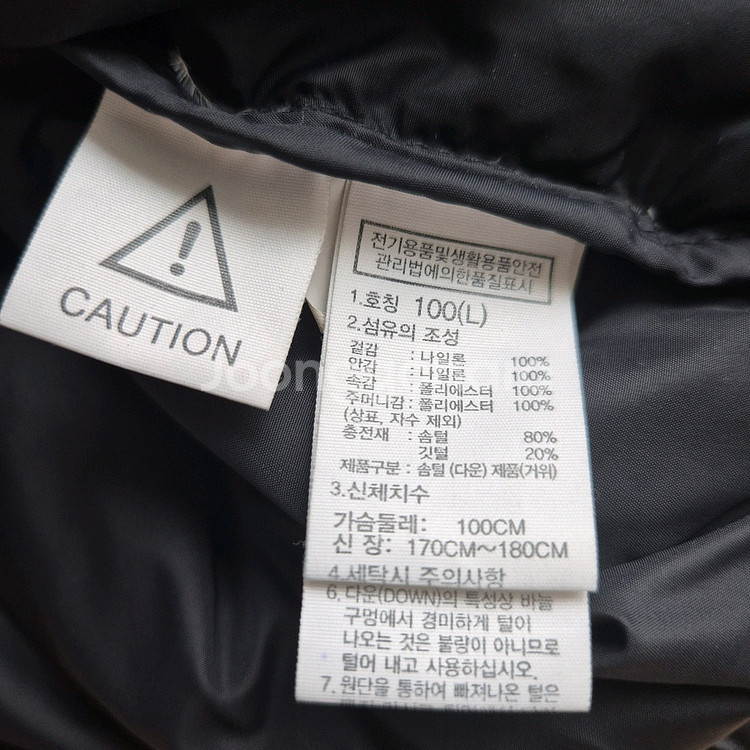 CAUTION
전기용품및생활용품안전
관리법에의한품질표시
1.호칭 100(L)
2.섬유의 조성
겉감 : 나일론 100%
안감 : 나일론 100%
속감 : 폴리에스터 100%
주머니감 : 폴리에스터 100%
(상표, 자수 제외)
충전재 : 솜털 80%
깃털 20%
제품구분 : 솜털 (다운) 제품(거위)
3.신체치수
가슴둘레: 100CM
신 장: 170CM~180CM
4.세탁시 주의사항
6. 다운(DOWN)의 특성상 바늘
구멍에서 경미하게 털이
나오는 것은 불량이 아니므로
털어 내고 사용하십시오.
7. 원단을 통하여 빠져나온 털은